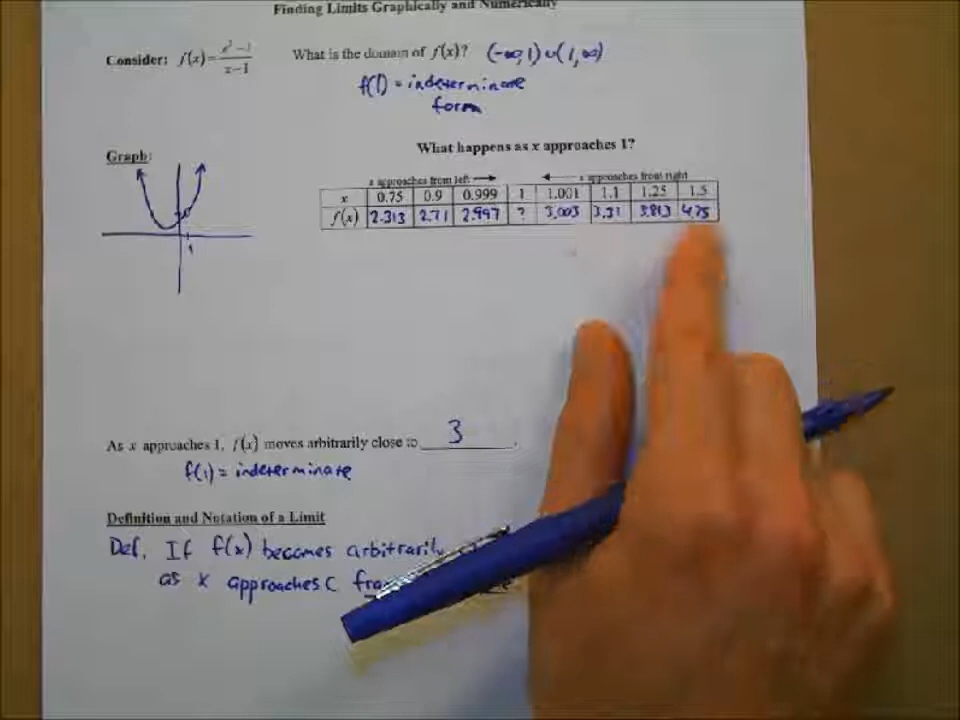 Finding Limits Graphically and Numerically
Consider: f(x)= x³-1 / x-1 What is the domain of f(x)? (-∞,1)∪(1,∞)
f(1) = indeterminate
form
Graph:
What happens as x approaches 1?
x approaches from left x approaches from right
x 0.75 0.9 0.999 1 1.001 1.1 1.25 1.5
f(x) 2.313 2.71 2.997 ? 3.003 3.31 3.813 4.75
1
As x approaches 1, f(x) moves arbitrarily close to 3.
f(1) = indeterminate
Definition and Notation of a Limit
Def. If f(x) becomes arbitrarily
as x approaches c